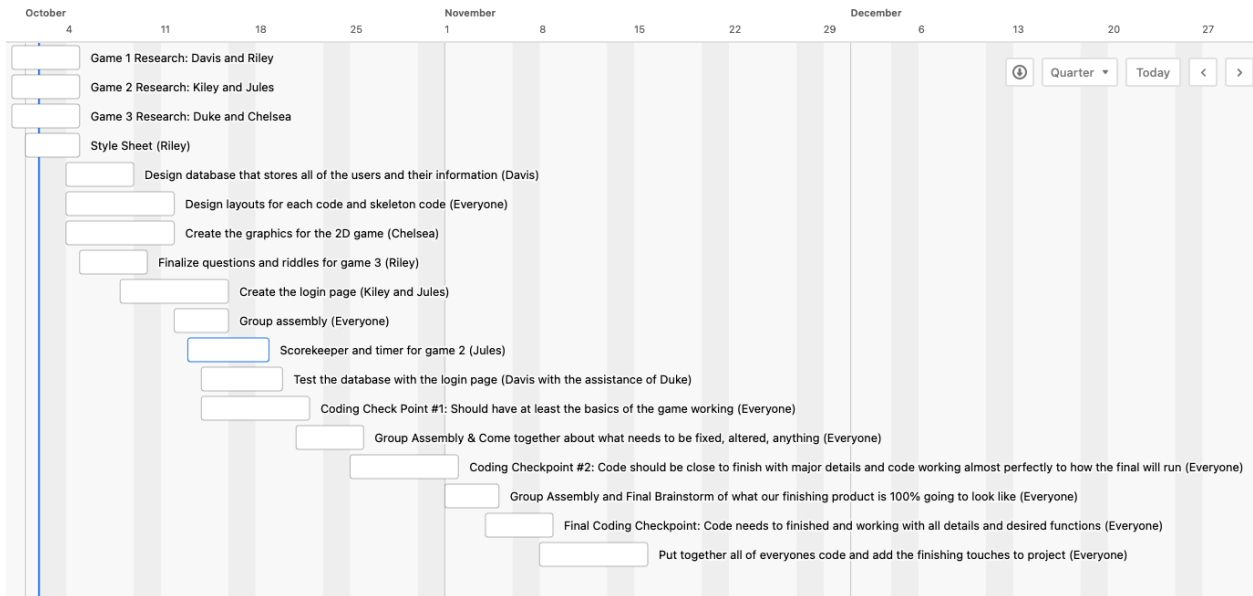 October November December
4 11 18 25 1 8 15 22 29 6 13 20 27
Game 1 Research: Davis and Riley
Quarter Today
Game 2 Research: Kiley and Jules
Game 3 Research: Duke and Chelsea
Style Sheet (Riley)
Design database that stores all of the users and their information (Davis)
Design layouts for each code and skeleton code (Everyone)
Create the graphics for the 2D game (Chelsea)
Finalize questions and riddles for game 3 (Riley)
Create the login page (Kiley and Jules)
Group assembly (Everyone)
Scorekeeper and timer for game 2 (Jules)
Test the database with the login page (Davis with the assistance of Duke)
Coding Check Point #1: Should have at least the basics of the game working (Everyone)
Group Assembly & Come together about what needs to be fixed, altered, anything (Everyone)
Coding Checkpoint #2: Code should be close to finish with major details and code working almost perfectly to how the final will run (Everyone)
Group Assembly and Final Brainstorm of what our finishing product is 100% going to look like (Everyone)
Final Coding Checkpoint: Code needs to finished and working with all details and desired functions (Everyone)
Put together all of everyones code and add the finishing touches to project (Everyone)